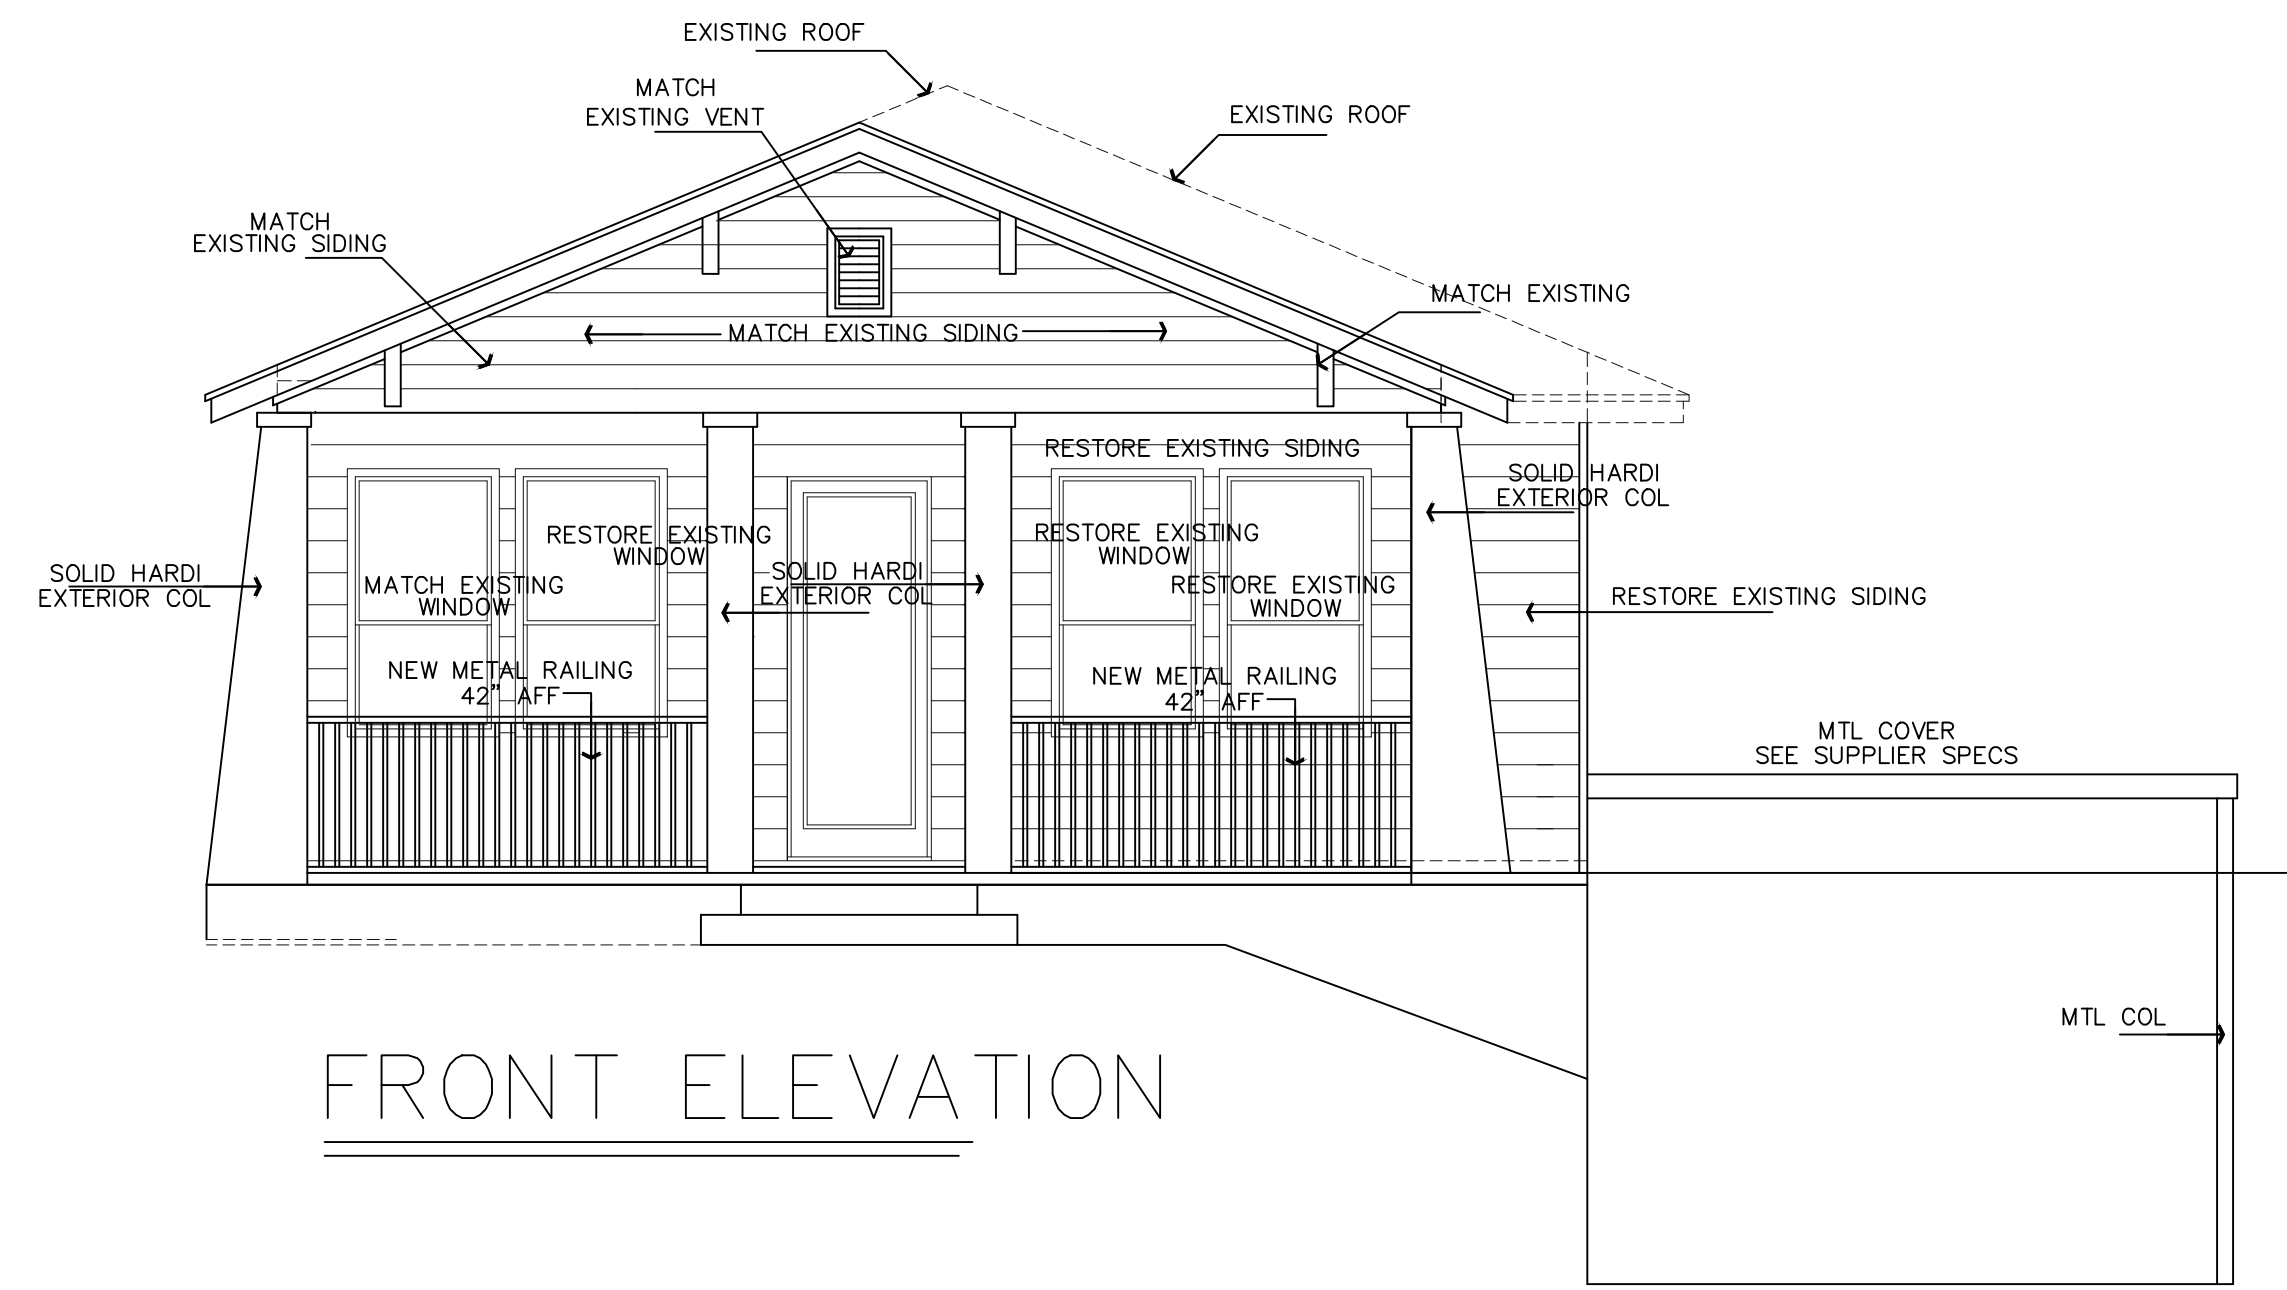 EXISTING ROOF
MATCH
EXISTING VENT
EXISTING ROOF
MATCH
EXISTING SIDING
MATCH EXISTING
MATCH EXISTING SIDING
RESTORE EXISTING SIDING
SOLID HARDI
EXTERIOR COL
RESTORE EXISTING
WINDOW
RESTORE EXISTING
WINDOW
SOLID HARDI
EXTERIOR COL
MATCH EXISTING
WINDOW
SOLID HARDI
EXTERIOR COL
RESTORE EXISTING
WINDOW
RESTORE EXISTING SIDING
NEW METAL RAILING
42" AFF
NEW METAL RAILING
42" AFF
MTL COVER
SEE SUPPLIER SPECS
MTL COL
FRONT ELEVATION